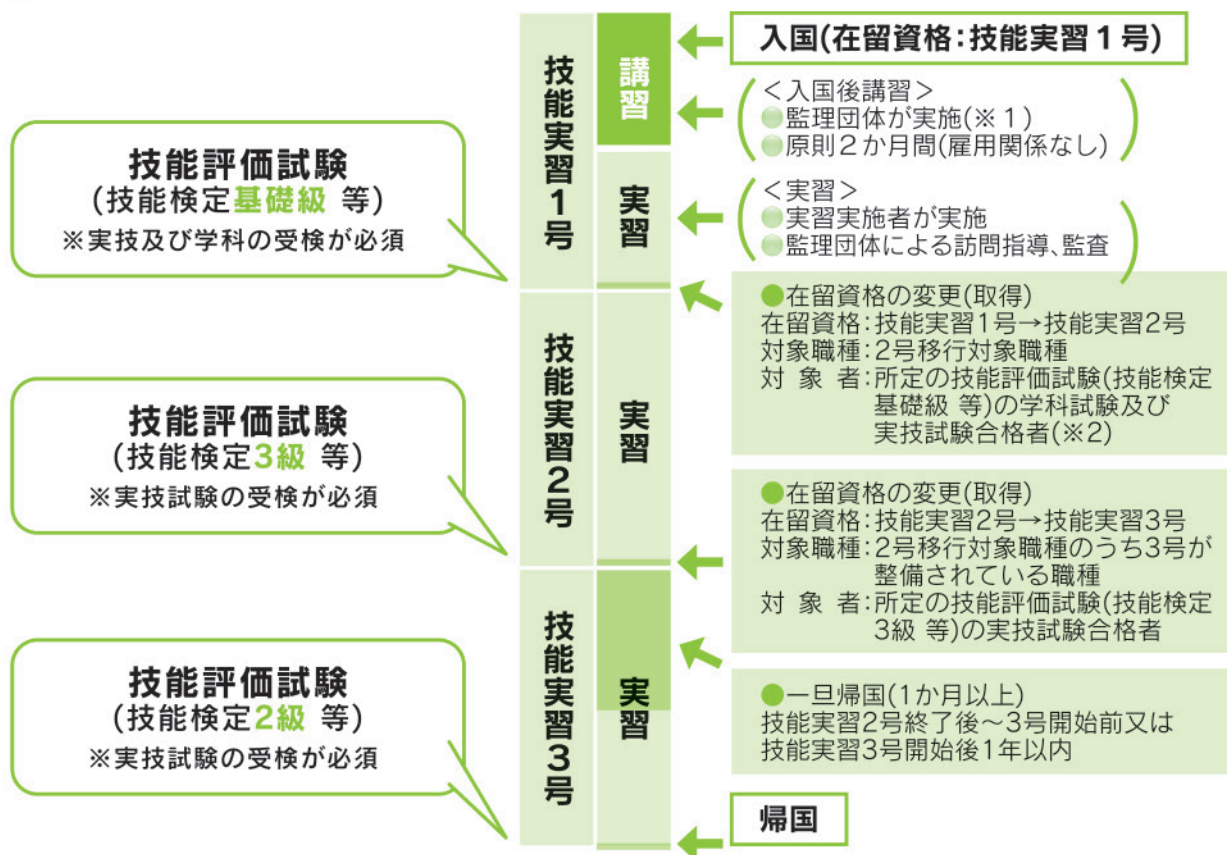 入国(在留資格:技能実習1号)
<入国後講習>
●監理団体が実施(※1)
●原則2か月間(雇用関係なし)
<実習>
●実習実施者が実施
●監理団体による訪問指導、監査
技能実習1号
講習
実習
技能評価試験
(技能検定基礎級 等)
※実技及び学科の受検が必須
●在留資格の変更(取得)
在留資格:技能実習1号→技能実習2号
対象職種:2号移行対象職種
対 象 者:所定の技能評価試験(技能検定
基礎級 等)の学科試験及び
実技試験合格者(※2)
技能実習2号
実習
技能評価試験
(技能検定3級 等)
※実技試験の受検が必須
●在留資格の変更(取得)
在留資格:技能実習2号→技能実習3号
対象職種:2号移行対象職種のうち3号が
整備されている職種
対 象 者:所定の技能評価試験(技能検定
3級 等)の実技試験合格者
技能実習3号
実習
技能評価試験
(技能検定2級 等)
※実技試験の受検が必須
●一旦帰国(1か月以上)
技能実習2号終了後～3号開始前又は
技能実習3号開始後1年以内
帰国